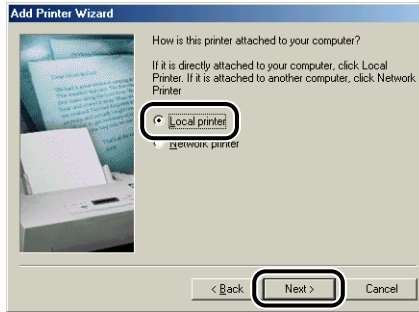 Add Printer Wizard
How is this printer attached to your computer?
If it is directly attached to your computer, click Local
Printer. If it is attached to another computer, click Network
Printer
Local printer
Network printer
< Back
Next >
Cancel